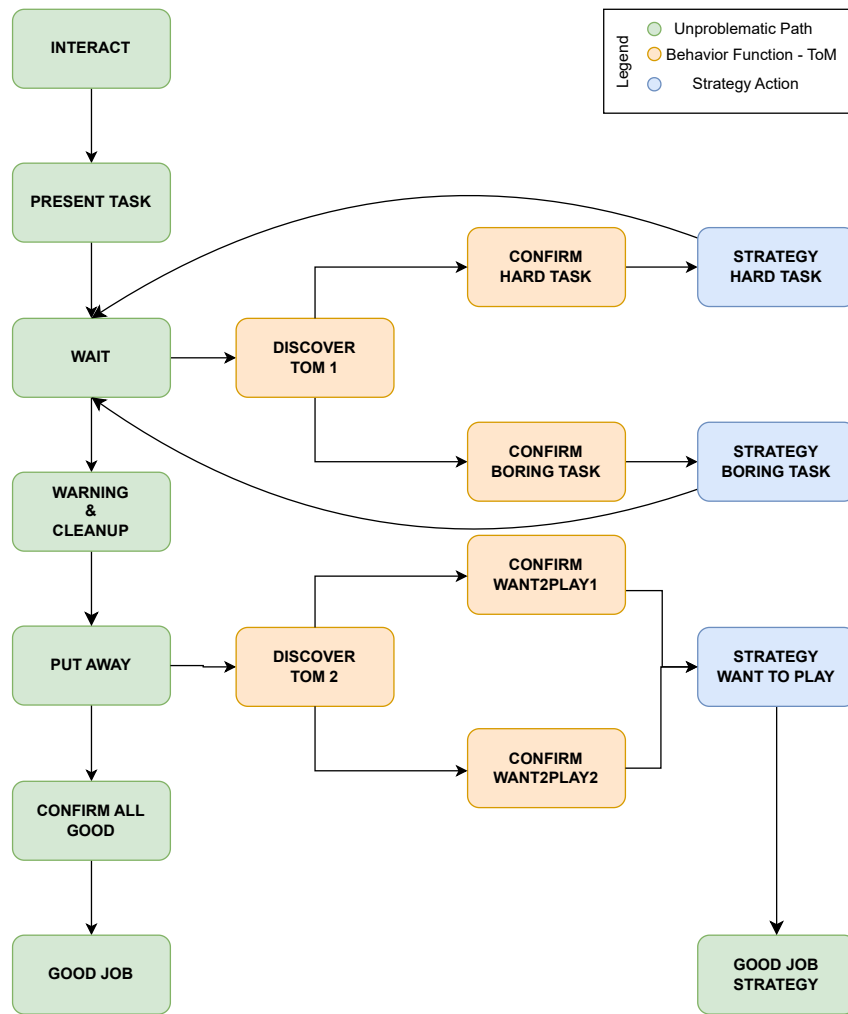 INTERACT
Legend
Unproblematic Path
Behavior Function - ToM
Strategy Action
PRESENT TASK
CONFIRM
HARD TASK
STRATEGY
HARD TASK
WAIT
DISCOVER
TOM 1
CONFIRM
BORING TASK
STRATEGY
BORING TASK
WARNING
&
CLEANUP
CONFIRM
WANT2PLAY1
PUT AWAY
DISCOVER
TOM 2
STRATEGY
WANT TO PLAY
CONFIRM
WANT2PLAY2
CONFIRM ALL
GOOD
GOOD JOB
GOOD JOB
STRATEGY